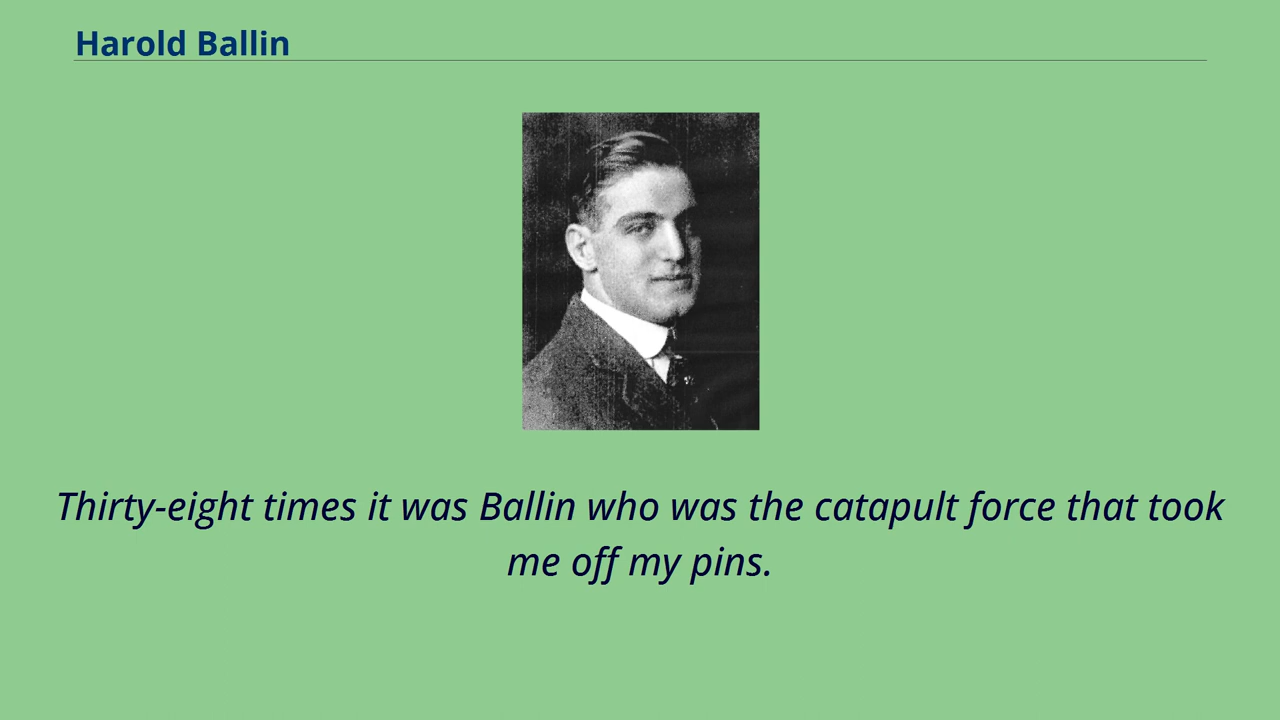 Harold Ballin
Thirty-eight times it was Ballin who was the catapult force that took
me off my pins.